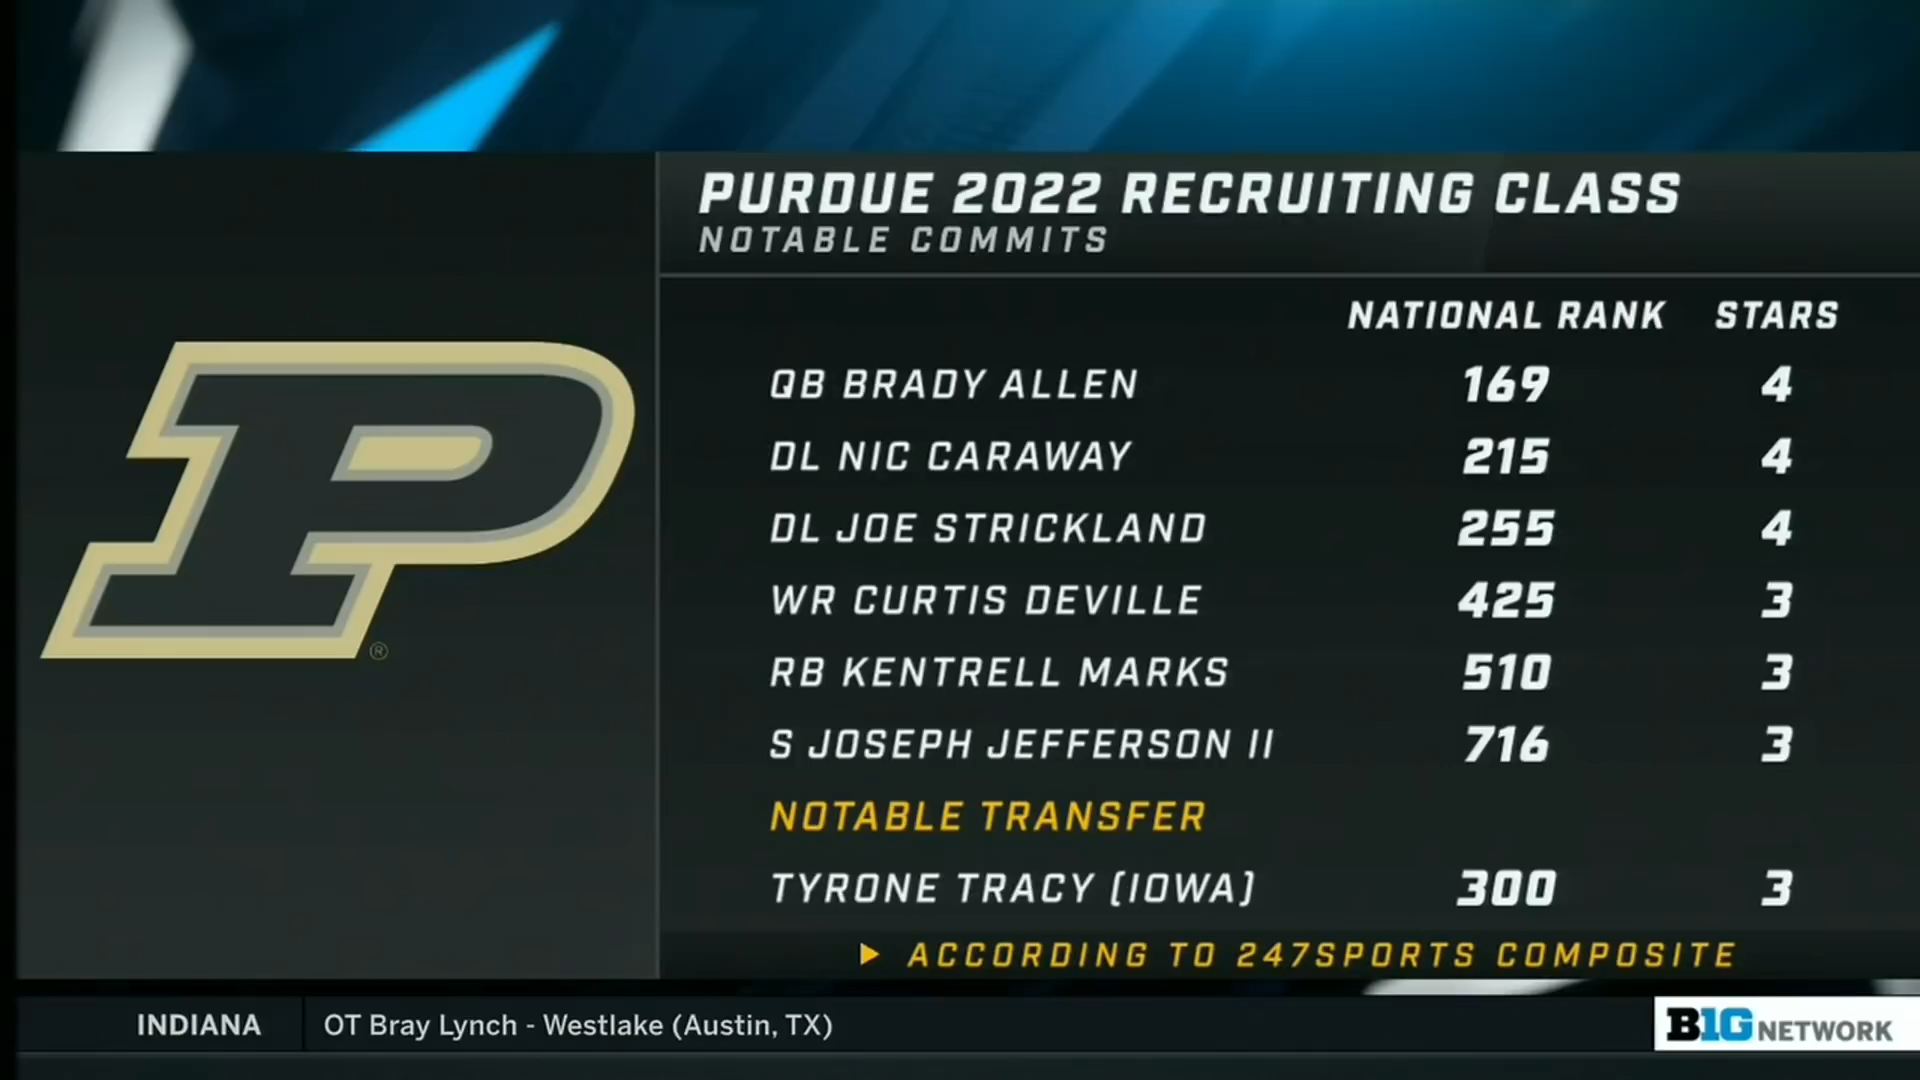 PURDUE 2022 RECRUITING CLASS
NOTABLE COMMITS
NATIONAL RANK STARS
QB BRADY ALLEN 169 4
DL NIC CARAWAY 215 4
DL JOE STRICKLAND 255 4
WR CURTIS DEVILLE 425 3
RB KENTRELL MARKS 510 3
S JOSEPH JEFFERSON II 716 3
NOTABLE TRANSFER
TYRONE TRACY (IOWA) 300 3
▶ ACCORDING TO 247SPORTS COMPOSITE
P ®
INDIANA OT Bray Lynch - Westlake (Austin, TX)
B1G NETWORK